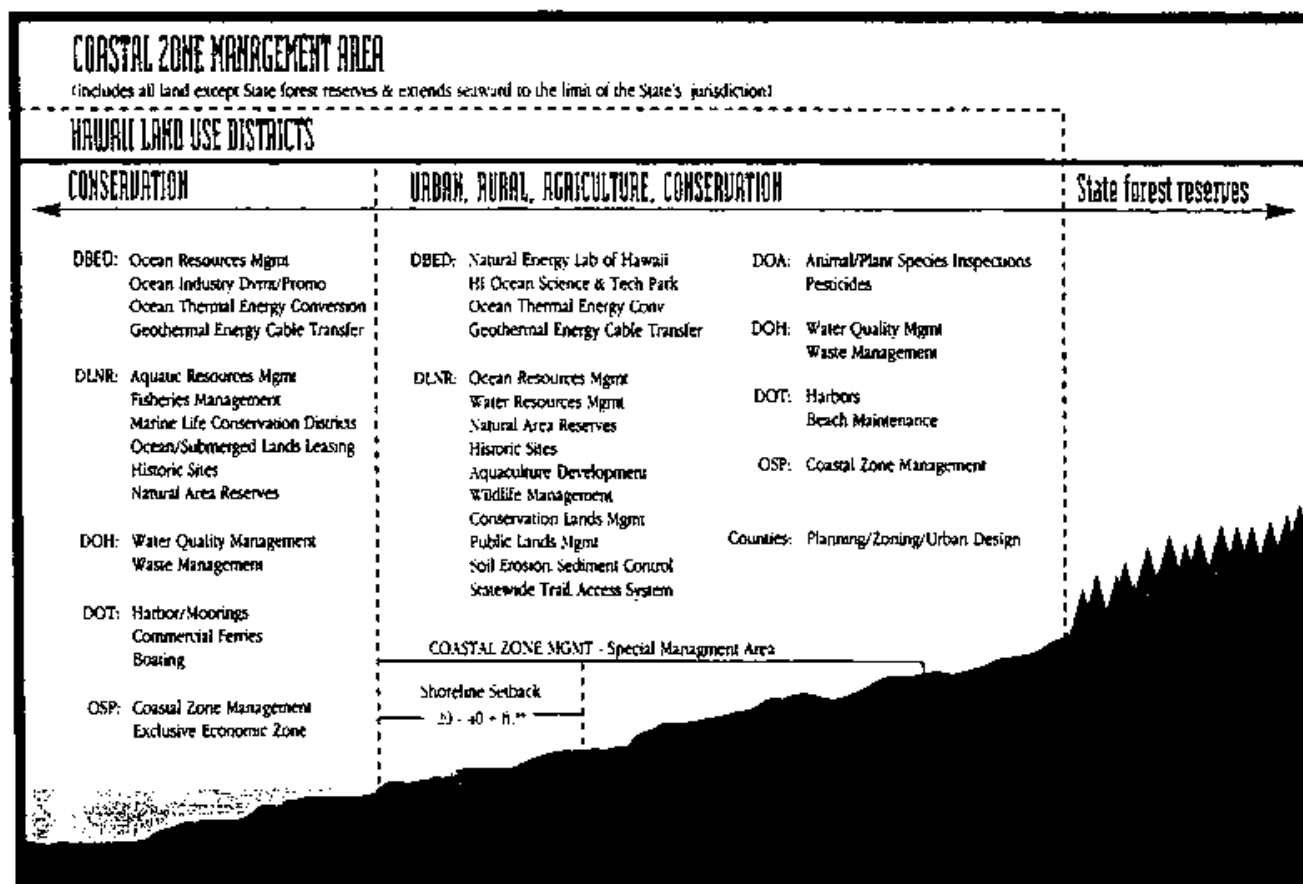 COASTAL ZONE MANAGEMENT AREA
(includes all land except State forest reserves & extends seaward to the limit of the State's jurisdiction)
HAWAII LAND USE DISTRICTS
CONSERVATION
URBAN, RURAL, AGRICULTURE, CONSERVATION
State forest reserves
DBED: Ocean Resources Mgmt
Ocean Industry Dvmt/Promo
Ocean Thermal Energy Conversion
Geothermal Energy Cable Transfer
DLNR: Aquatic Resources Mgmt
Fisheries Management
Marine Life Conservation Districts
Ocean/Submerged Lands Leasing
Historic Sites
Natural Area Reserves
DOH: Water Quality Management
Waste Management
DOT: Harbor/Moorings
Commercial Ferries
Boating
OSP: Coastal Zone Management
Exclusive Economic Zone
DBED: Natural Energy Lab of Hawaii
HI Ocean Science & Tech Park
Ocean Thermal Energy Conv
Geothermal Energy Cable Transfer
DLNR: Ocean Resources Mgmt
Water Resources Mgmt
Natural Area Reserves
Historic Sites
Aquaculture Development
Wildlife Management
Conservation Lands Mgmt
Public Lands Mgmt
Soil Erosion Sediment Control
Statewide Trail Access System
DOA: Animal/Plant Species Inspections
Pesticides
DOH: Water Quality Mgmt
Waste Management
DOT: Harbors
Beach Maintenance
OSP: Coastal Zone Management
Counties: Planning/Zoning/Urban Design
COASTAL ZONE MGMT - Special Managment Area
Shoreline Setback
20 - 40 +